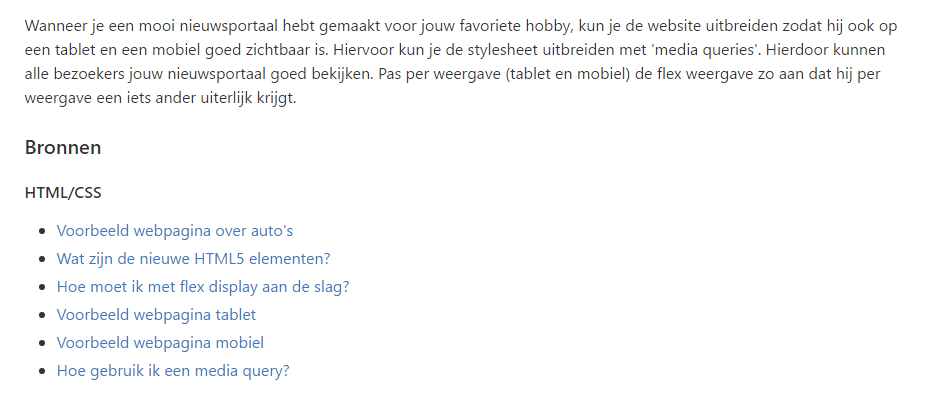 Wanneer je een mooi nieuwsportaal hebt gemaakt voor jouw favoriete hobby, kun je de website uitbreiden zodat hij ook op
een tablet en een mobiel goed zichtbaar is. Hiervoor kun je de stylesheet uitbreiden met 'media queries'. Hierdoor kunnen
alle bezoekers jouw nieuwsportaal goed bekijken. Pas per weergave (tablet en mobiel) de flex weergave zo aan dat hij per
weergave een iets ander uiterlijk krijgt.
Bronnen
HTML/CSS
Voorbeeld webpagina over auto's
Wat zijn de nieuwe HTML5 elementen?
Hoe moet ik met flex display aan de slag?
Voorbeeld webpagina tablet
Voorbeeld webpagina mobiel
Hoe gebruik ik een media query?